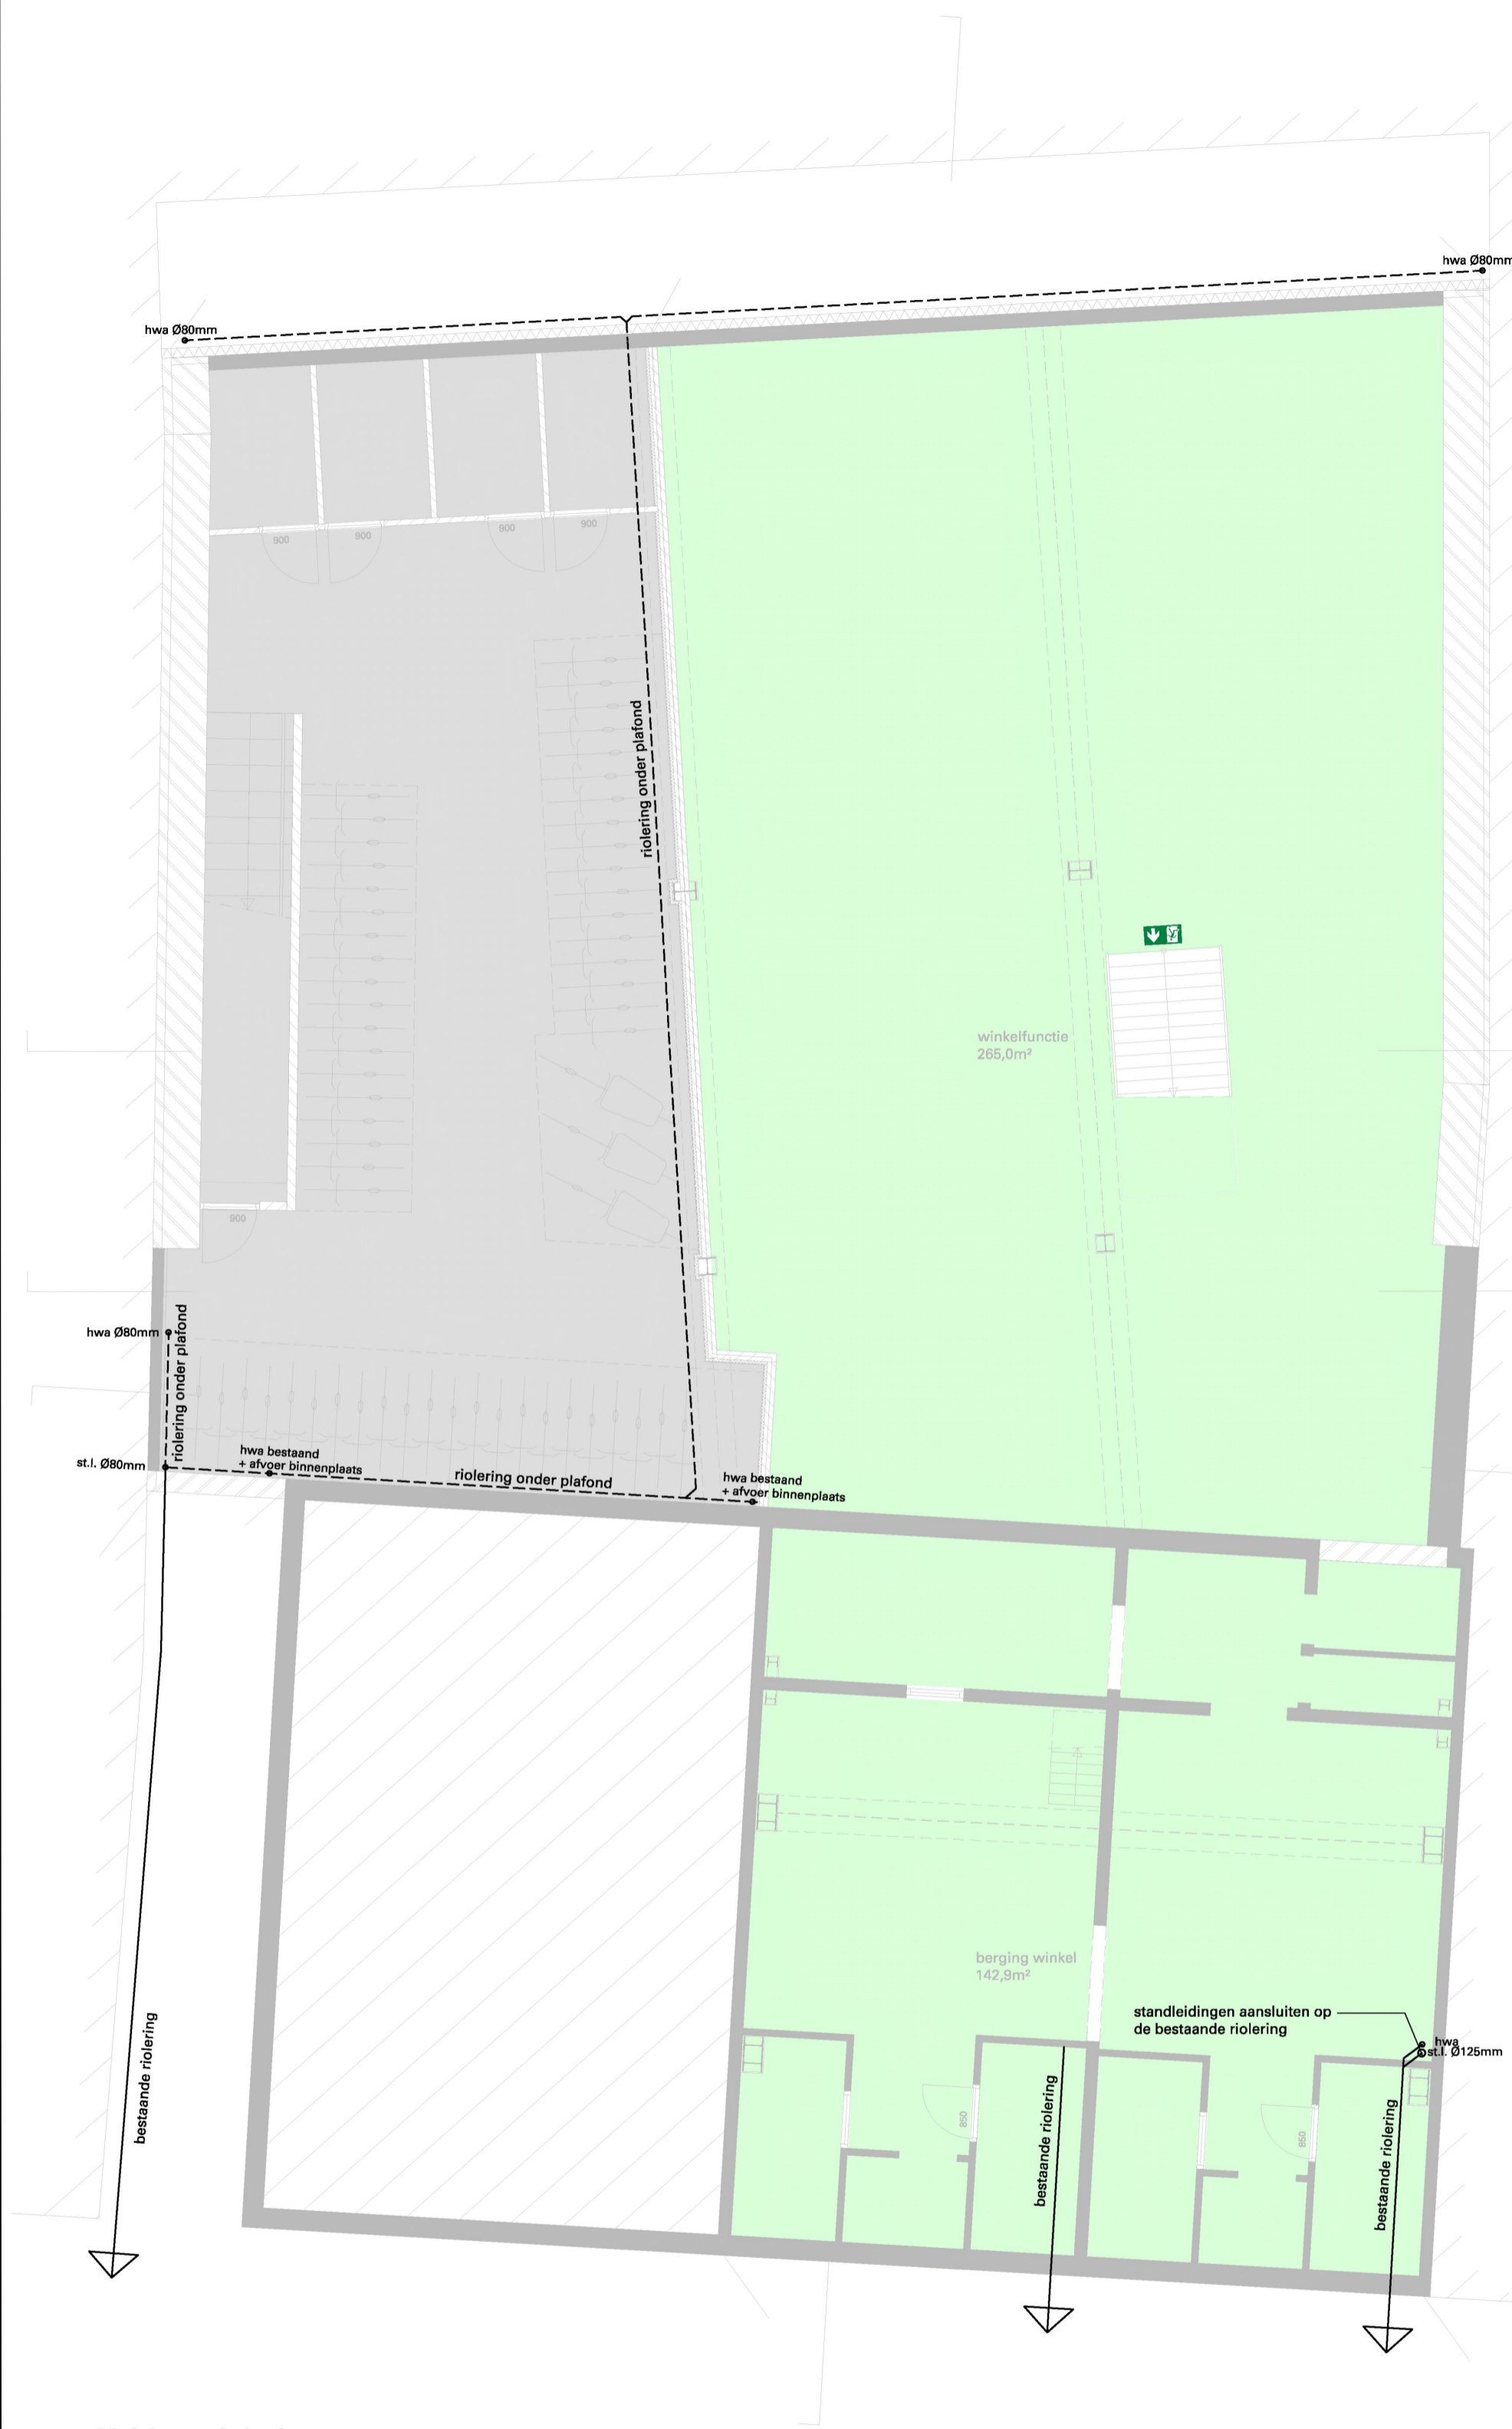 hwa Ø80mm
hwa Ø80mm
900
900
900
900
riolering onder plafond
winkelfunctie
265,0m²
900
hwa Ø80mm
riolering onder plafond
st.l. Ø80mm
hwa bestaand
+ afvoer binnenplaats
riolering onder plafond
hwa bestaand
+ afvoer binnenplaats
berging winkel
142,9m²
standleidingen aansluiten op
de bestaande riolering
hwa
st.l. Ø125mm
bestaande riolering
850
850
bestaande riolering
bestaande riolering